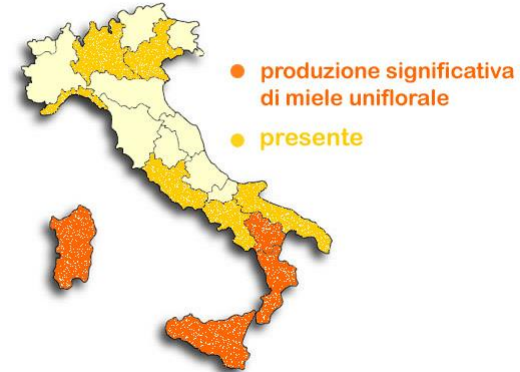 produzione significativa
di miele uniflorale
presente